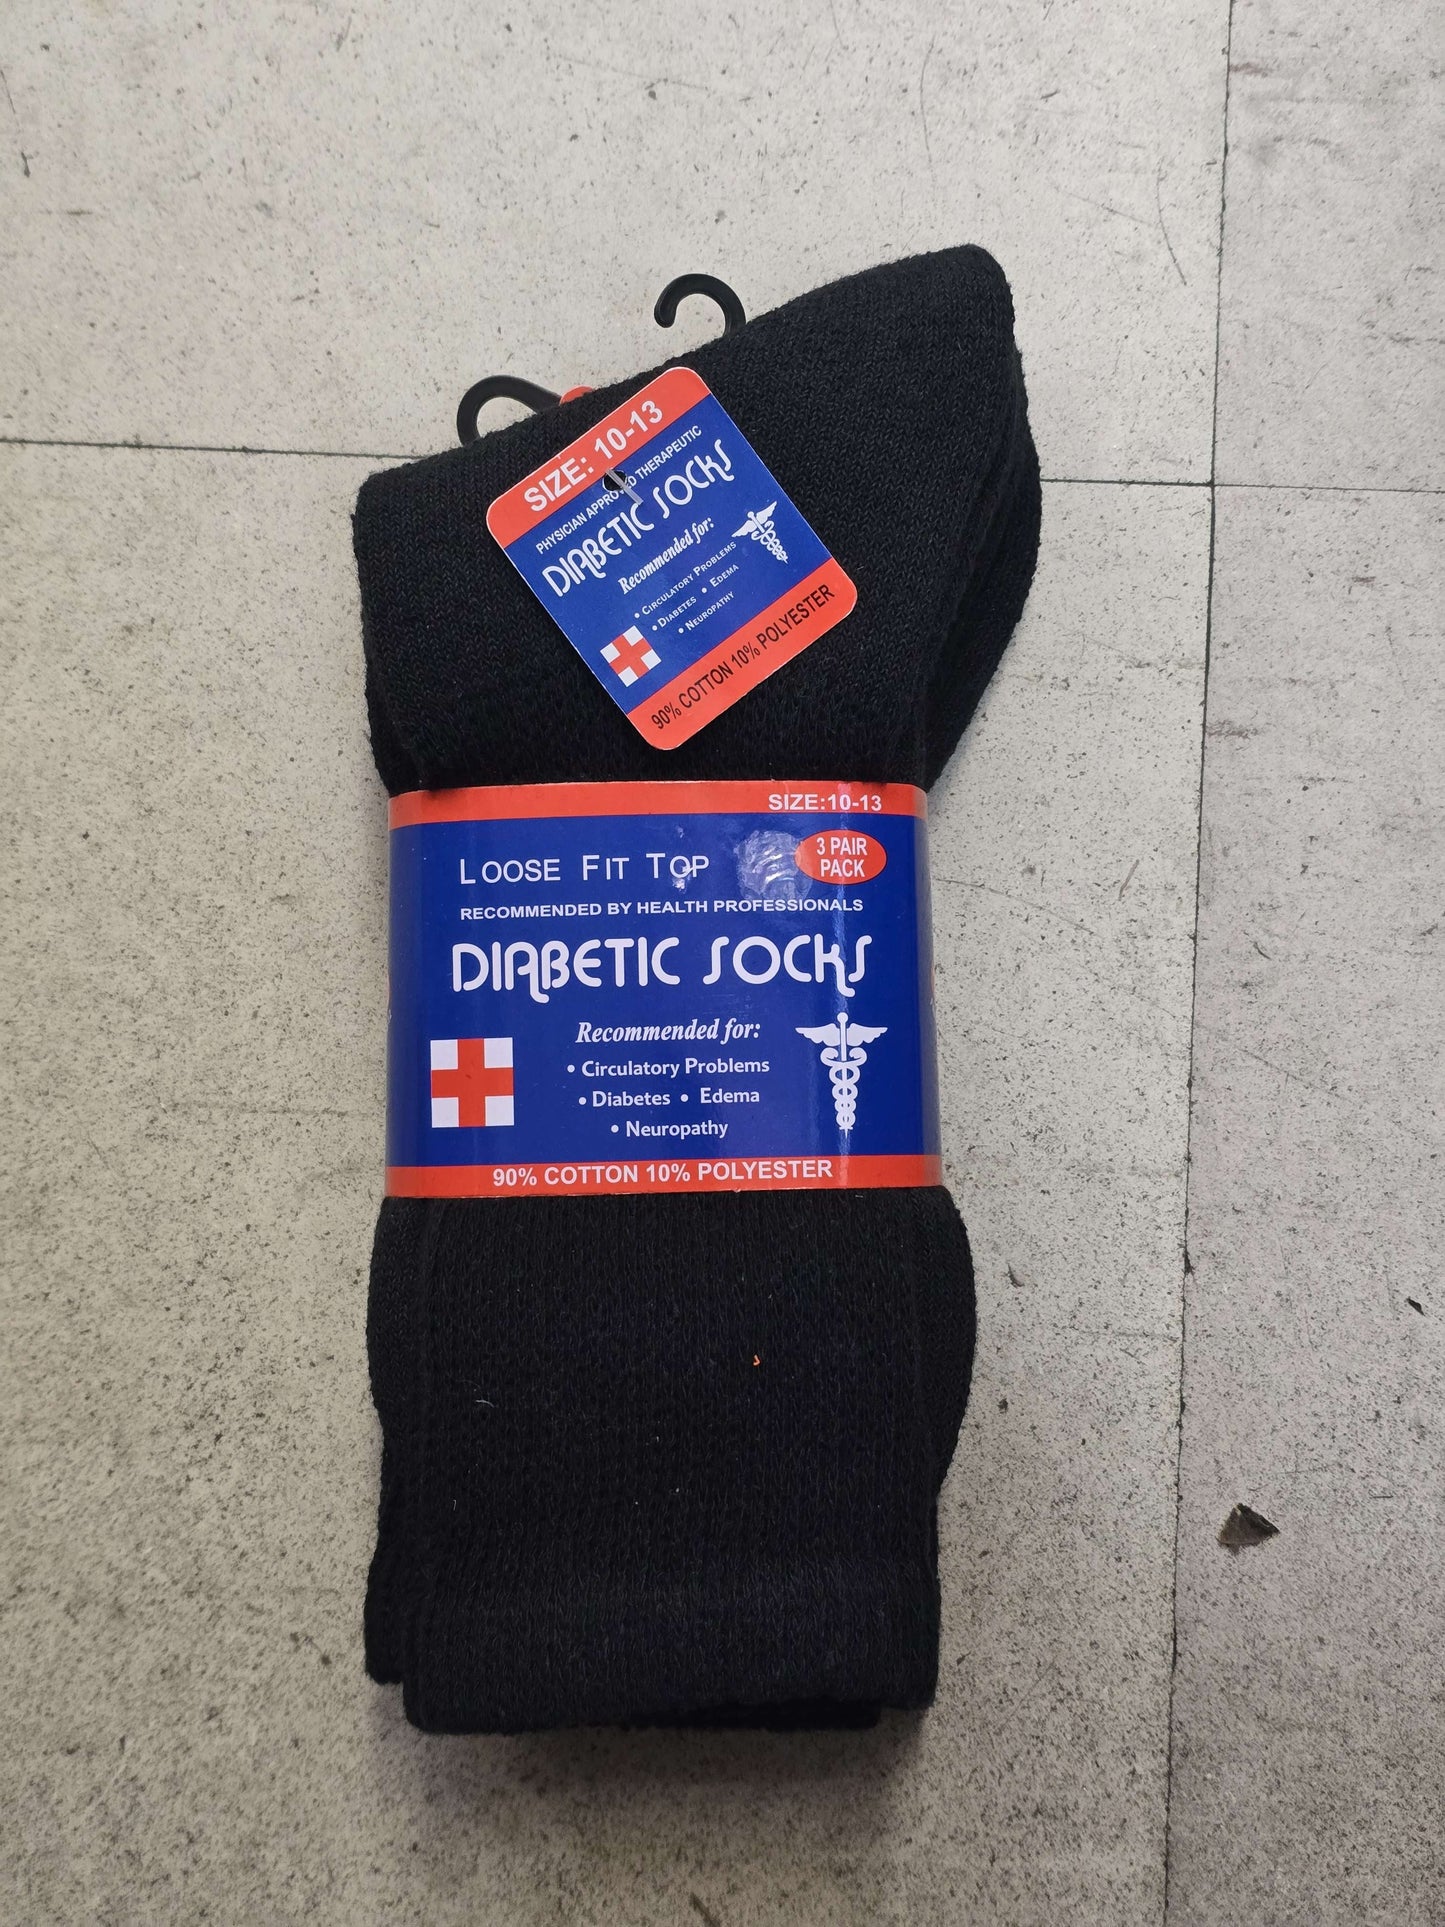 SIZE: 10-13
PHYSICIAN APPROVED THERAPEUTIC
DIABETIC SOCKS
Recommended for:
• CIRCULATORY PROBLEMS
• DIABETES • EDEMA
• NEUROPATHY
90% COTTON 10% POLYESTER
SIZE:10-13
3 PAIR
PACK
LOOSE FIT TOP
RECOMMENDED BY HEALTH PROFESSIONALS
DIABETIC SOCKS
Recommended for:
• Circulatory Problems
• Diabetes • Edema
• Neuropathy
90% COTTON 10% POLYESTER